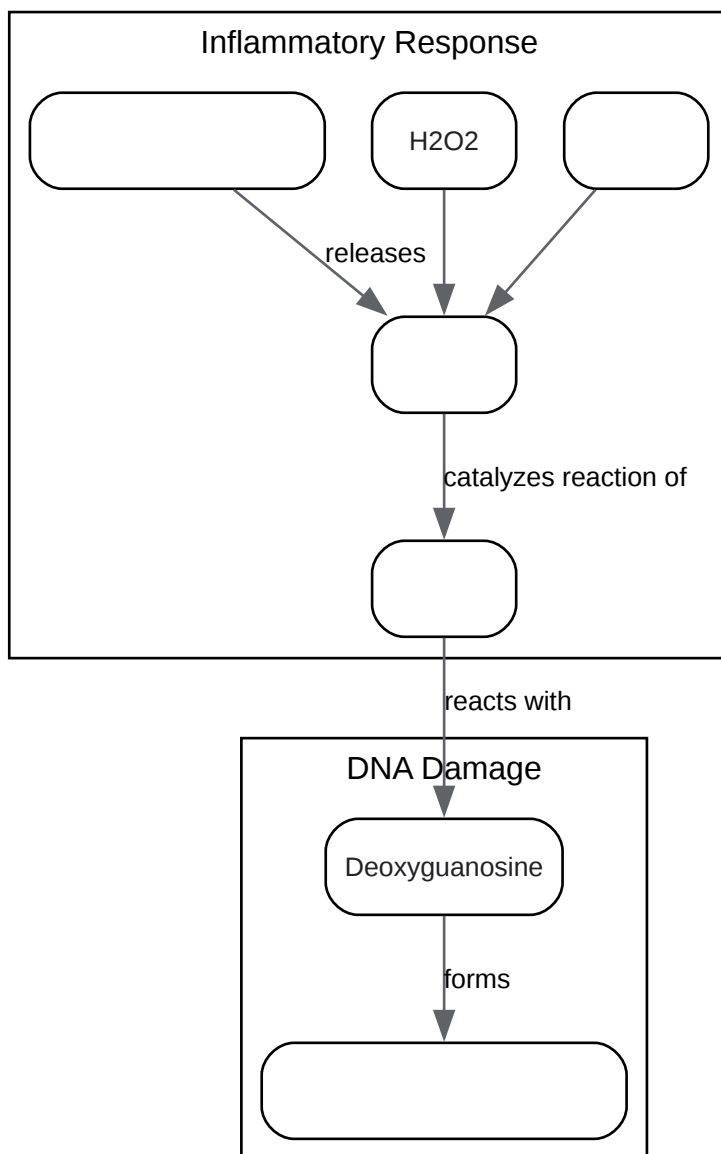 Inflammatory Response
H2O2
releases
catalyzes reaction of
reacts with
DNA Damage
Deoxyguanosine
forms